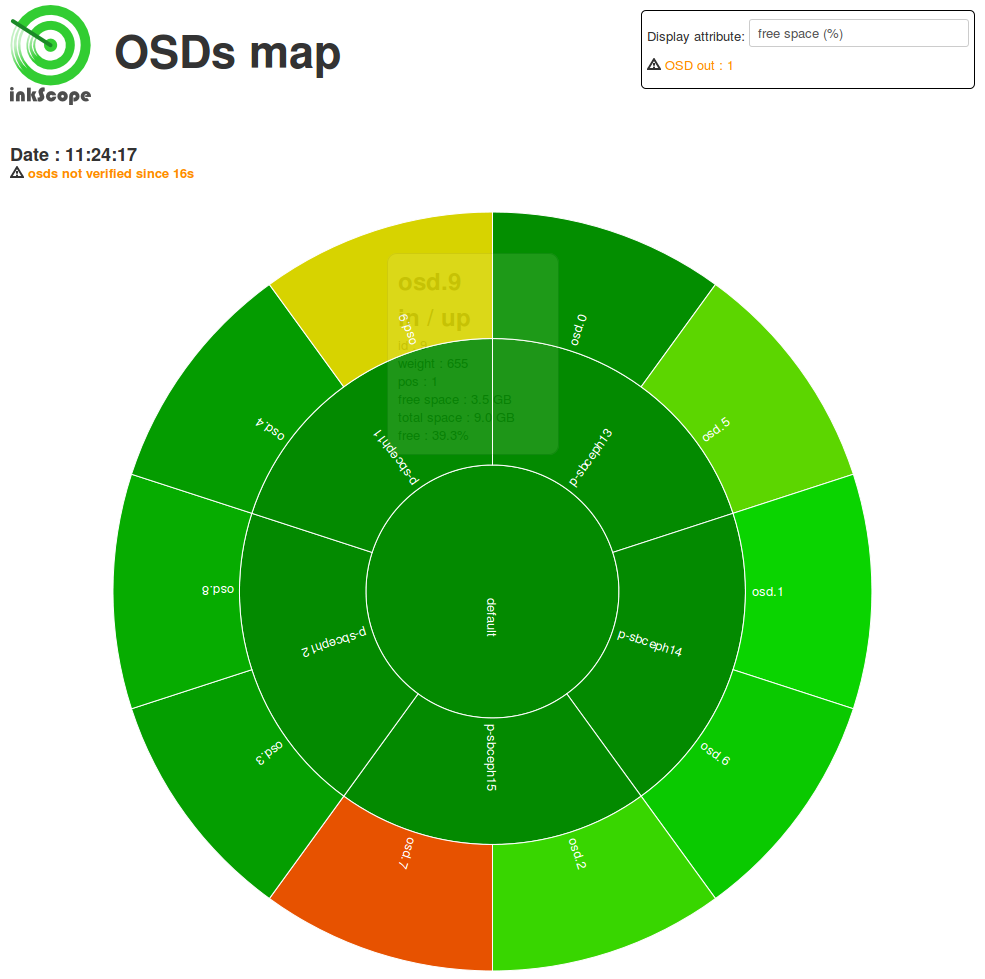 inkScope
OSDs map
Display attribute: free space (%)
OSD out : 1
Date : 11:24:17
osds not verified since 16s
osd.9
in / up
id : 9
weight : 655
pos : 1
free space : 3.5 GB
total space : 9.0 GB
free : 39.3%
osd.9
osd.0
osd.4
osd.5
p-sbceph11
p-sbceph13
osd.8
osd.1
default
p-sbceph12
p-sbceph14
osd.3
osd.6
p-sbceph15
osd.7
osd.2